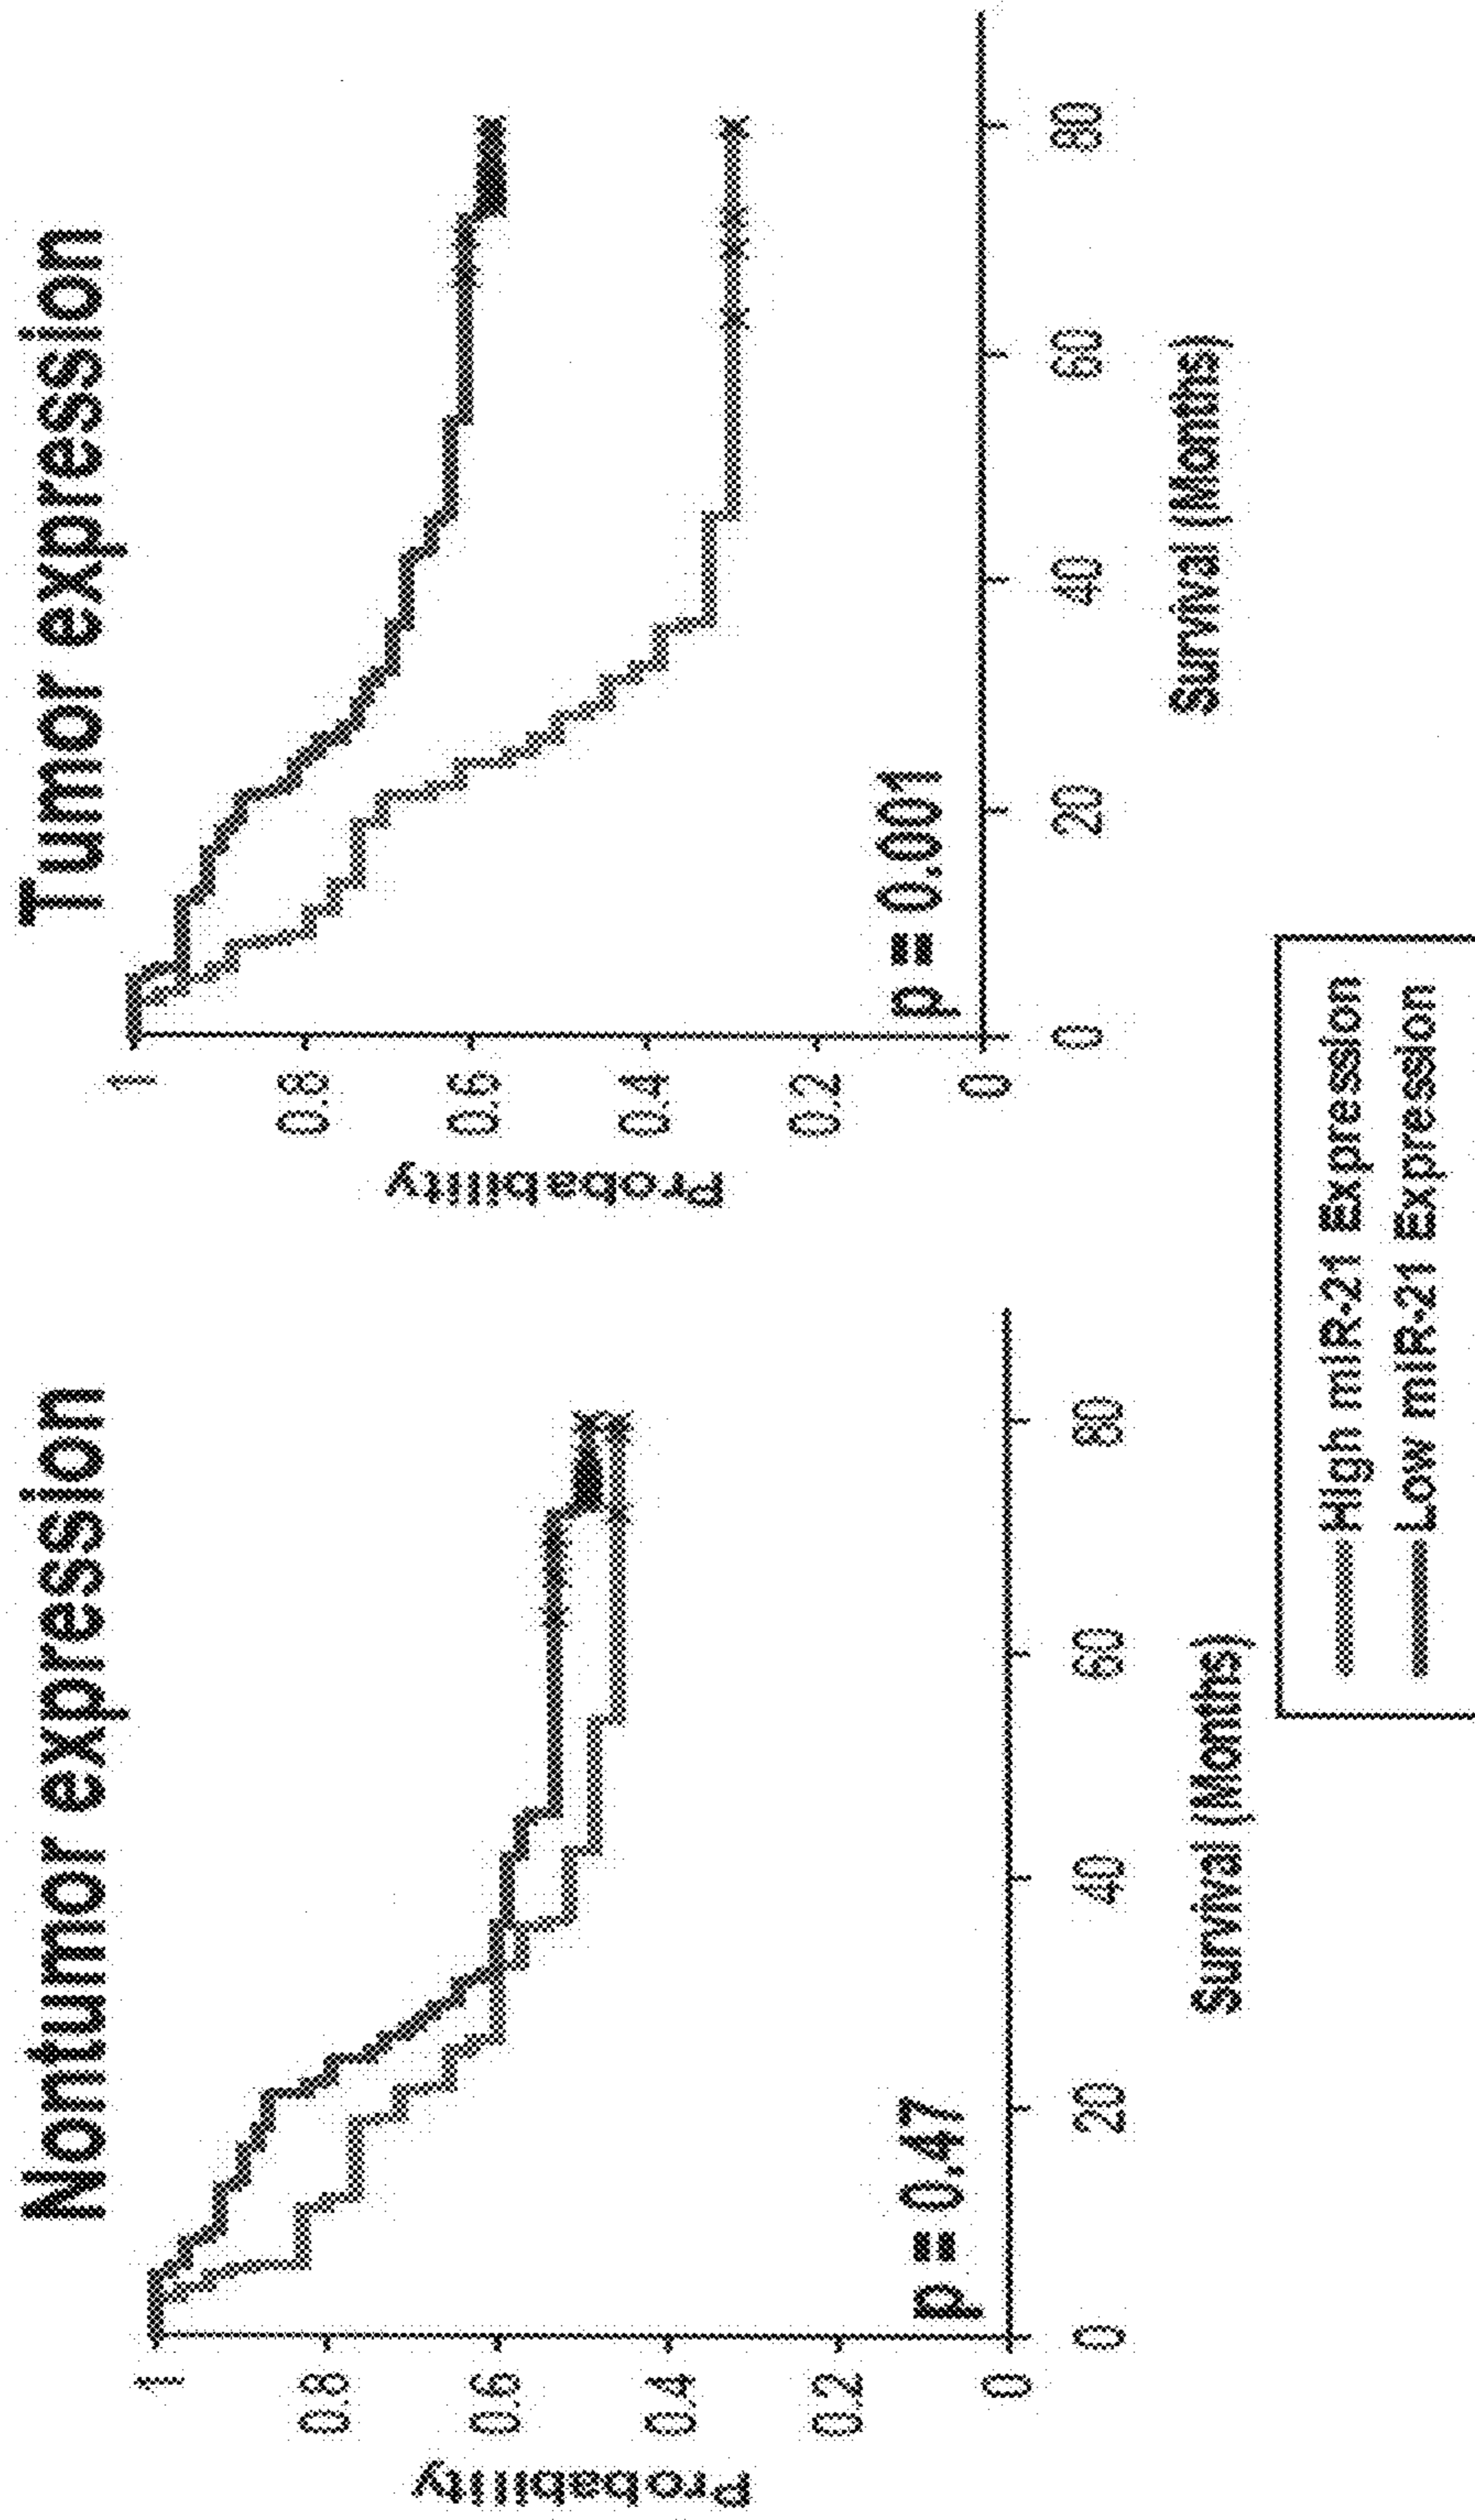 Nontumor expression
Probability
1
0.8
0.6
0.4
0.2
0
p = 0.47
0
20
40
60
80
Survival (Months)
Tumor expression
Probability
1
0.8
0.6
0.4
0.2
0
p = 0.001
0
20
40
60
80
Survival (Months)
High miR-21 Expression
Low miR-21 Expression